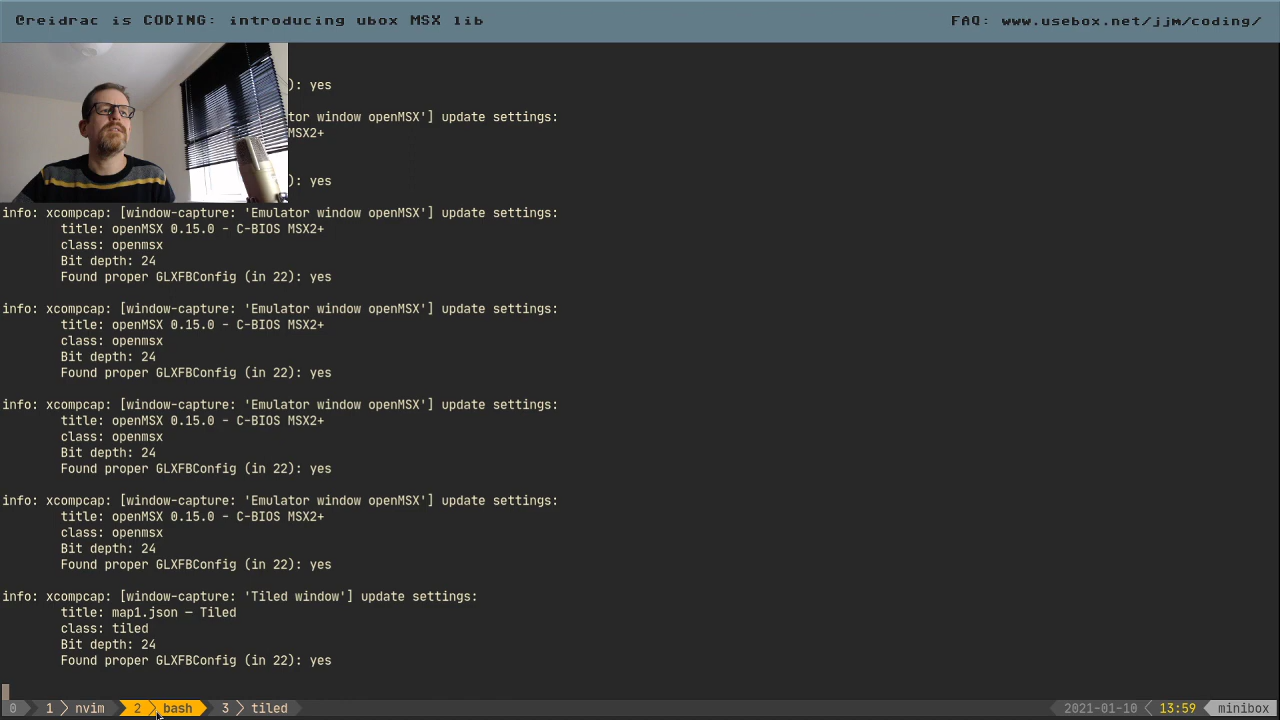 @reidrac is CODING: introducing ubox MSX lib
FAQ: www.usebox.net/jjm/coding/
): yes
tor window openMSX'] update settings:
MSX2+
): yes
info: xcompcap: [window-capture: 'Emulator window openMSX'] update settings:
title: openMSX 0.15.0 - C-BIOS MSX2+
class: openmsx
Bit depth: 24
Found proper GLXFBConfig (in 22): yes
info: xcompcap: [window-capture: 'Emulator window openMSX'] update settings:
title: openMSX 0.15.0 - C-BIOS MSX2+
class: openmsx
Bit depth: 24
Found proper GLXFBConfig (in 22): yes
info: xcompcap: [window-capture: 'Emulator window openMSX'] update settings:
title: openMSX 0.15.0 - C-BIOS MSX2+
class: openmsx
Bit depth: 24
Found proper GLXFBConfig (in 22): yes
info: xcompcap: [window-capture: 'Emulator window openMSX'] update settings:
title: openMSX 0.15.0 - C-BIOS MSX2+
class: openmsx
Bit depth: 24
Found proper GLXFBConfig (in 22): yes
info: xcompcap: [window-capture: 'Tiled window'] update settings:
title: map1.json — Tiled
class: tiled
Bit depth: 24
Found proper GLXFBConfig (in 22): yes
0 1 nvim 2 bash 3 tiled 2021-01-10 13:59 minibox